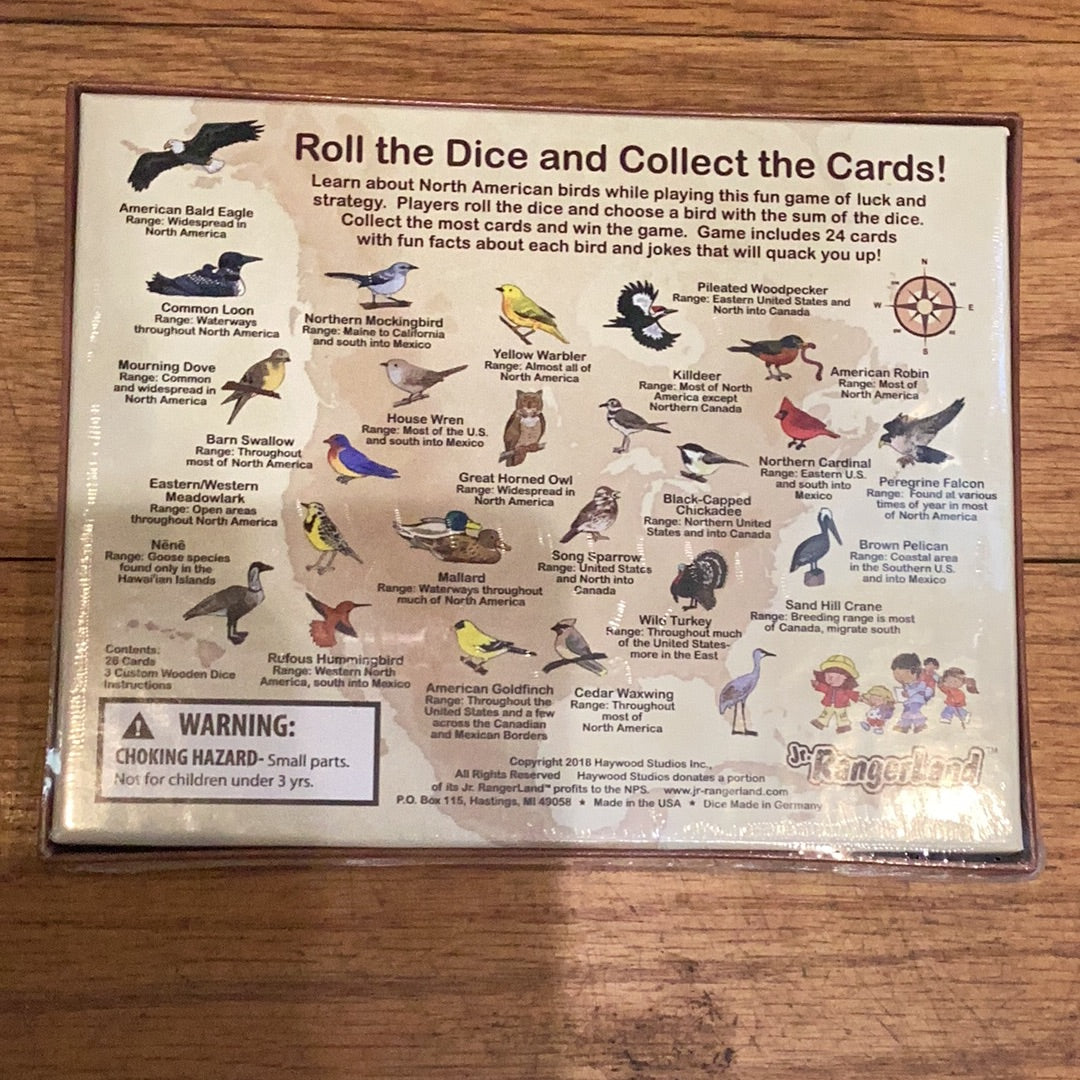 Roll the Dice and Collect the Cards!
Learn about North American birds while playing this fun game of luck and
strategy. Players roll the dice and choose a bird with the sum of the dice.
Collect the most cards and win the game. Game includes 24 cards
with fun facts about each bird and jokes that will quack you up!
American Bald Eagle
Range: Widespread in
North America
Common Loon
Range: Waterways
throughout North America
Northern Mockingbird
Range: Maine to California
and south into Mexico
Yellow Warbler
Range: Almost all of
North America
Pileated Woodpecker
Range: Eastern United States and
North into Canada
N
W
E
S
Mourning Dove
Range: Common
and widespread in
North America
House Wren
Range: Most of the U.S.
and south into Mexico
Killdeer
Range: Most of North
America except
Northern Canada
American Robin
Range: Most of
North America
Barn Swallow
Range: Throughout
most of North America
Great Horned Owl
Range: Widespread in
North America
Black-Capped
Chickadee
Range: Northern United
States and into Canada
Northern Cardinal
Range: Eastern U.S.
and south into
Mexico
Peregrine Falcon
Range: Found at various
times of year in most
of North America
Eastern/Western
Meadowlark
Range: Open areas
throughout North America
Nēnē
Range: Goose species
found only in the
Hawai'ian Islands
Mallard
Range: Waterways throughout
much of North America
Song Sparrow
Range: United States
and North into
Canada
Brown Pelican
Range: Coastal area
in the Southern U.S.
and into Mexico
Wild Turkey
Range: Throughout much
of the United States-
more in the East
Sand Hill Crane
Range: Breeding range is most
of Canada, migrate south
Contents:
26 Cards
3 Custom Wooden Dice
Instructions
Rufous Hummingbird
Range: Western North
America, south into Mexico
American Goldfinch
Range: Throughout the
United States and a few
across the Canadian
and Mexican Borders
Cedar Waxwing
Range: Throughout
most of
North America
WARNING:
CHOKING HAZARD- Small parts.
Not for children under 3 yrs.
Jr. RangerLand™
Copyright 2018 Haywood Studios Inc.,
All Rights Reserved Haywood Studios donates a portion
of its Jr. RangerLand™ profits to the NPS. www.jr-rangerland.com
P.O. Box 115, Hastings, MI 49058 ★ Made in the USA ★ Dice Made in Germany